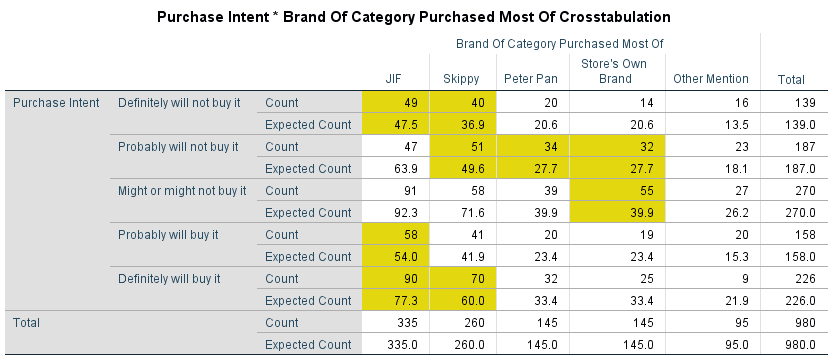 Purchase Intent * Brand Of Category Purchased Most Of Crosstabulation
Brand Of Category Purchased Most Of
JIF Skippy Peter Pan Store's Own Brand Other Mention Total
Purchase Intent Definitely will not buy it Count 49 40 20 14 16 139
Expected Count 47.5 36.9 20.6 20.6 13.5 139.0
Probably will not buy it Count 47 51 34 32 23 187
Expected Count 63.9 49.6 27.7 27.7 18.1 187.0
Might or might not buy it Count 91 58 39 55 27 270
Expected Count 92.3 71.6 39.9 39.9 26.2 270.0
Probably will buy it Count 58 41 20 19 20 158
Expected Count 54.0 41.9 23.4 23.4 15.3 158.0
Definitely will buy it Count 90 70 32 25 9 226
Expected Count 77.3 60.0 33.4 33.4 21.9 226.0
Total Count 335 260 145 145 95 980
Expected Count 335.0 260.0 145.0 145.0 95.0 980.0